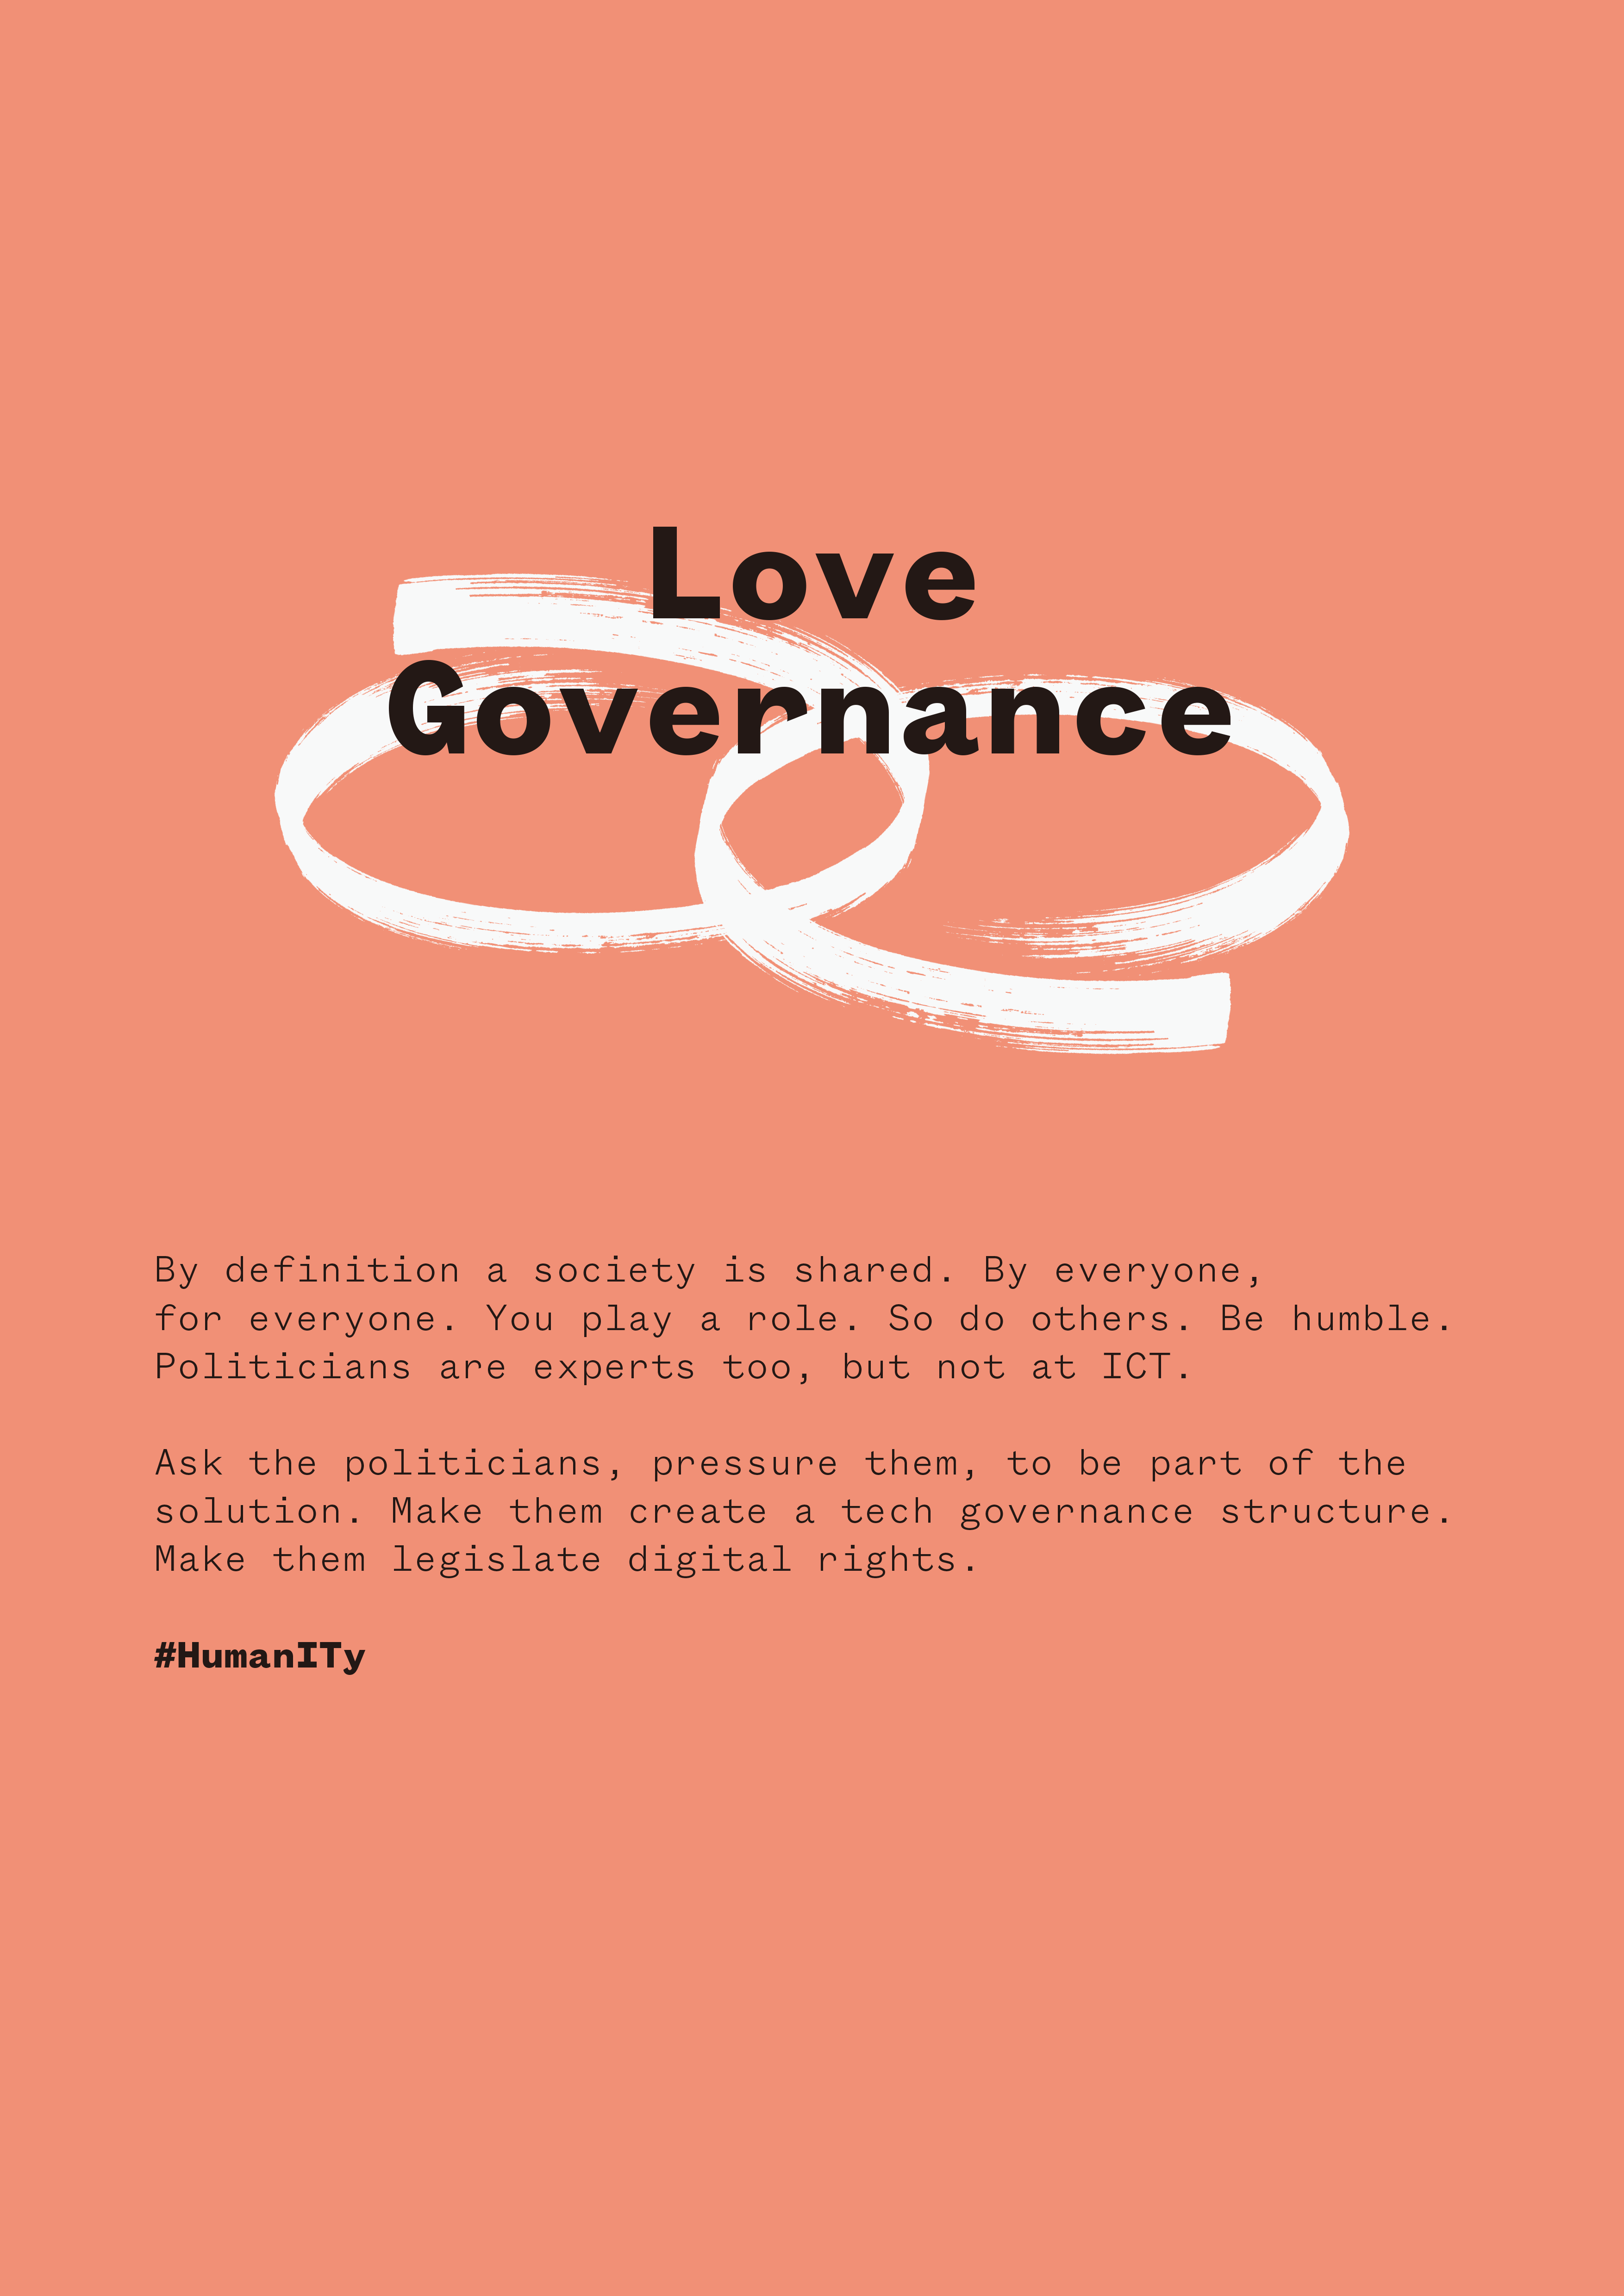 Love
Governance
By definition a society is shared. By everyone,
for everyone. You play a role. So do others. Be humble.
Politicians are experts too, but not at ICT.
Ask the politicians, pressure them, to be part of the
solution. Make them create a tech governance structure.
Make them legislate digital rights.
#HumanITy